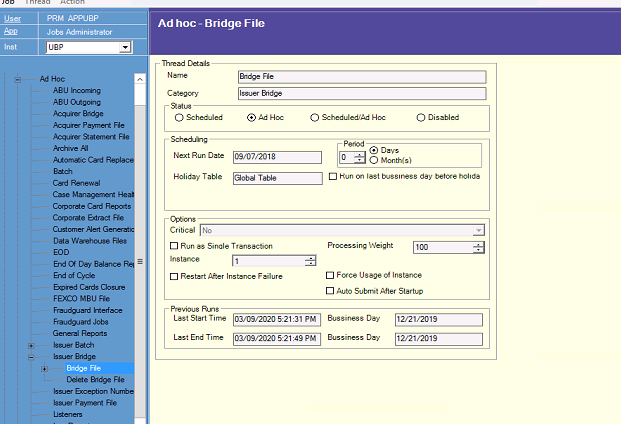 Job Thread Action
User PRM APPUBP
App Jobs Administrator
Inst UBP
Ad hoc - Bridge File
Ad Hoc
ABU Incoming
ABU Outgoing
Acquirer Bridge
Acquirer Payment File
Acquirer Statement File
Archive All
Automatic Card Replace
Batch
Card Renewal
Case Management Heal
Corporate Card Reports
Corporate Extract File
Customer Alert Generatio
Data Warehouse Files
EOD
End Of Day Balance Rep
End of Cycle
Expired Cards Closure
FEXCO MBU File
Fraudguard Interface
Fraudguard Jobs
General Reports
Issuer Batch
Issuer Bridge
Bridge File
Delete Bridge File
Issuer Exception Number
Issuer Payment File
Listeners
Thread Details
Name Bridge File
Category Issuer Bridge
Status
Scheduled Ad Hoc Scheduled/Ad Hoc Disabled
Scheduling
Next Run Date 09/07/2018
Period
0 Days
Month(s)
Holiday Table Global Table Run on last bussiness day before holida
Options
Critical No
Run as Single Transaction Processing Weight 100
Instance 1
Restart After Instance Failure Force Usage of Instance
Auto Submit After Startup
Previous Runs
Last Start Time 03/09/2020 5:21:31 PM Bussiness Day 12/21/2019
Last End Time 03/09/2020 5:21:49 PM Bussiness Day 12/21/2019